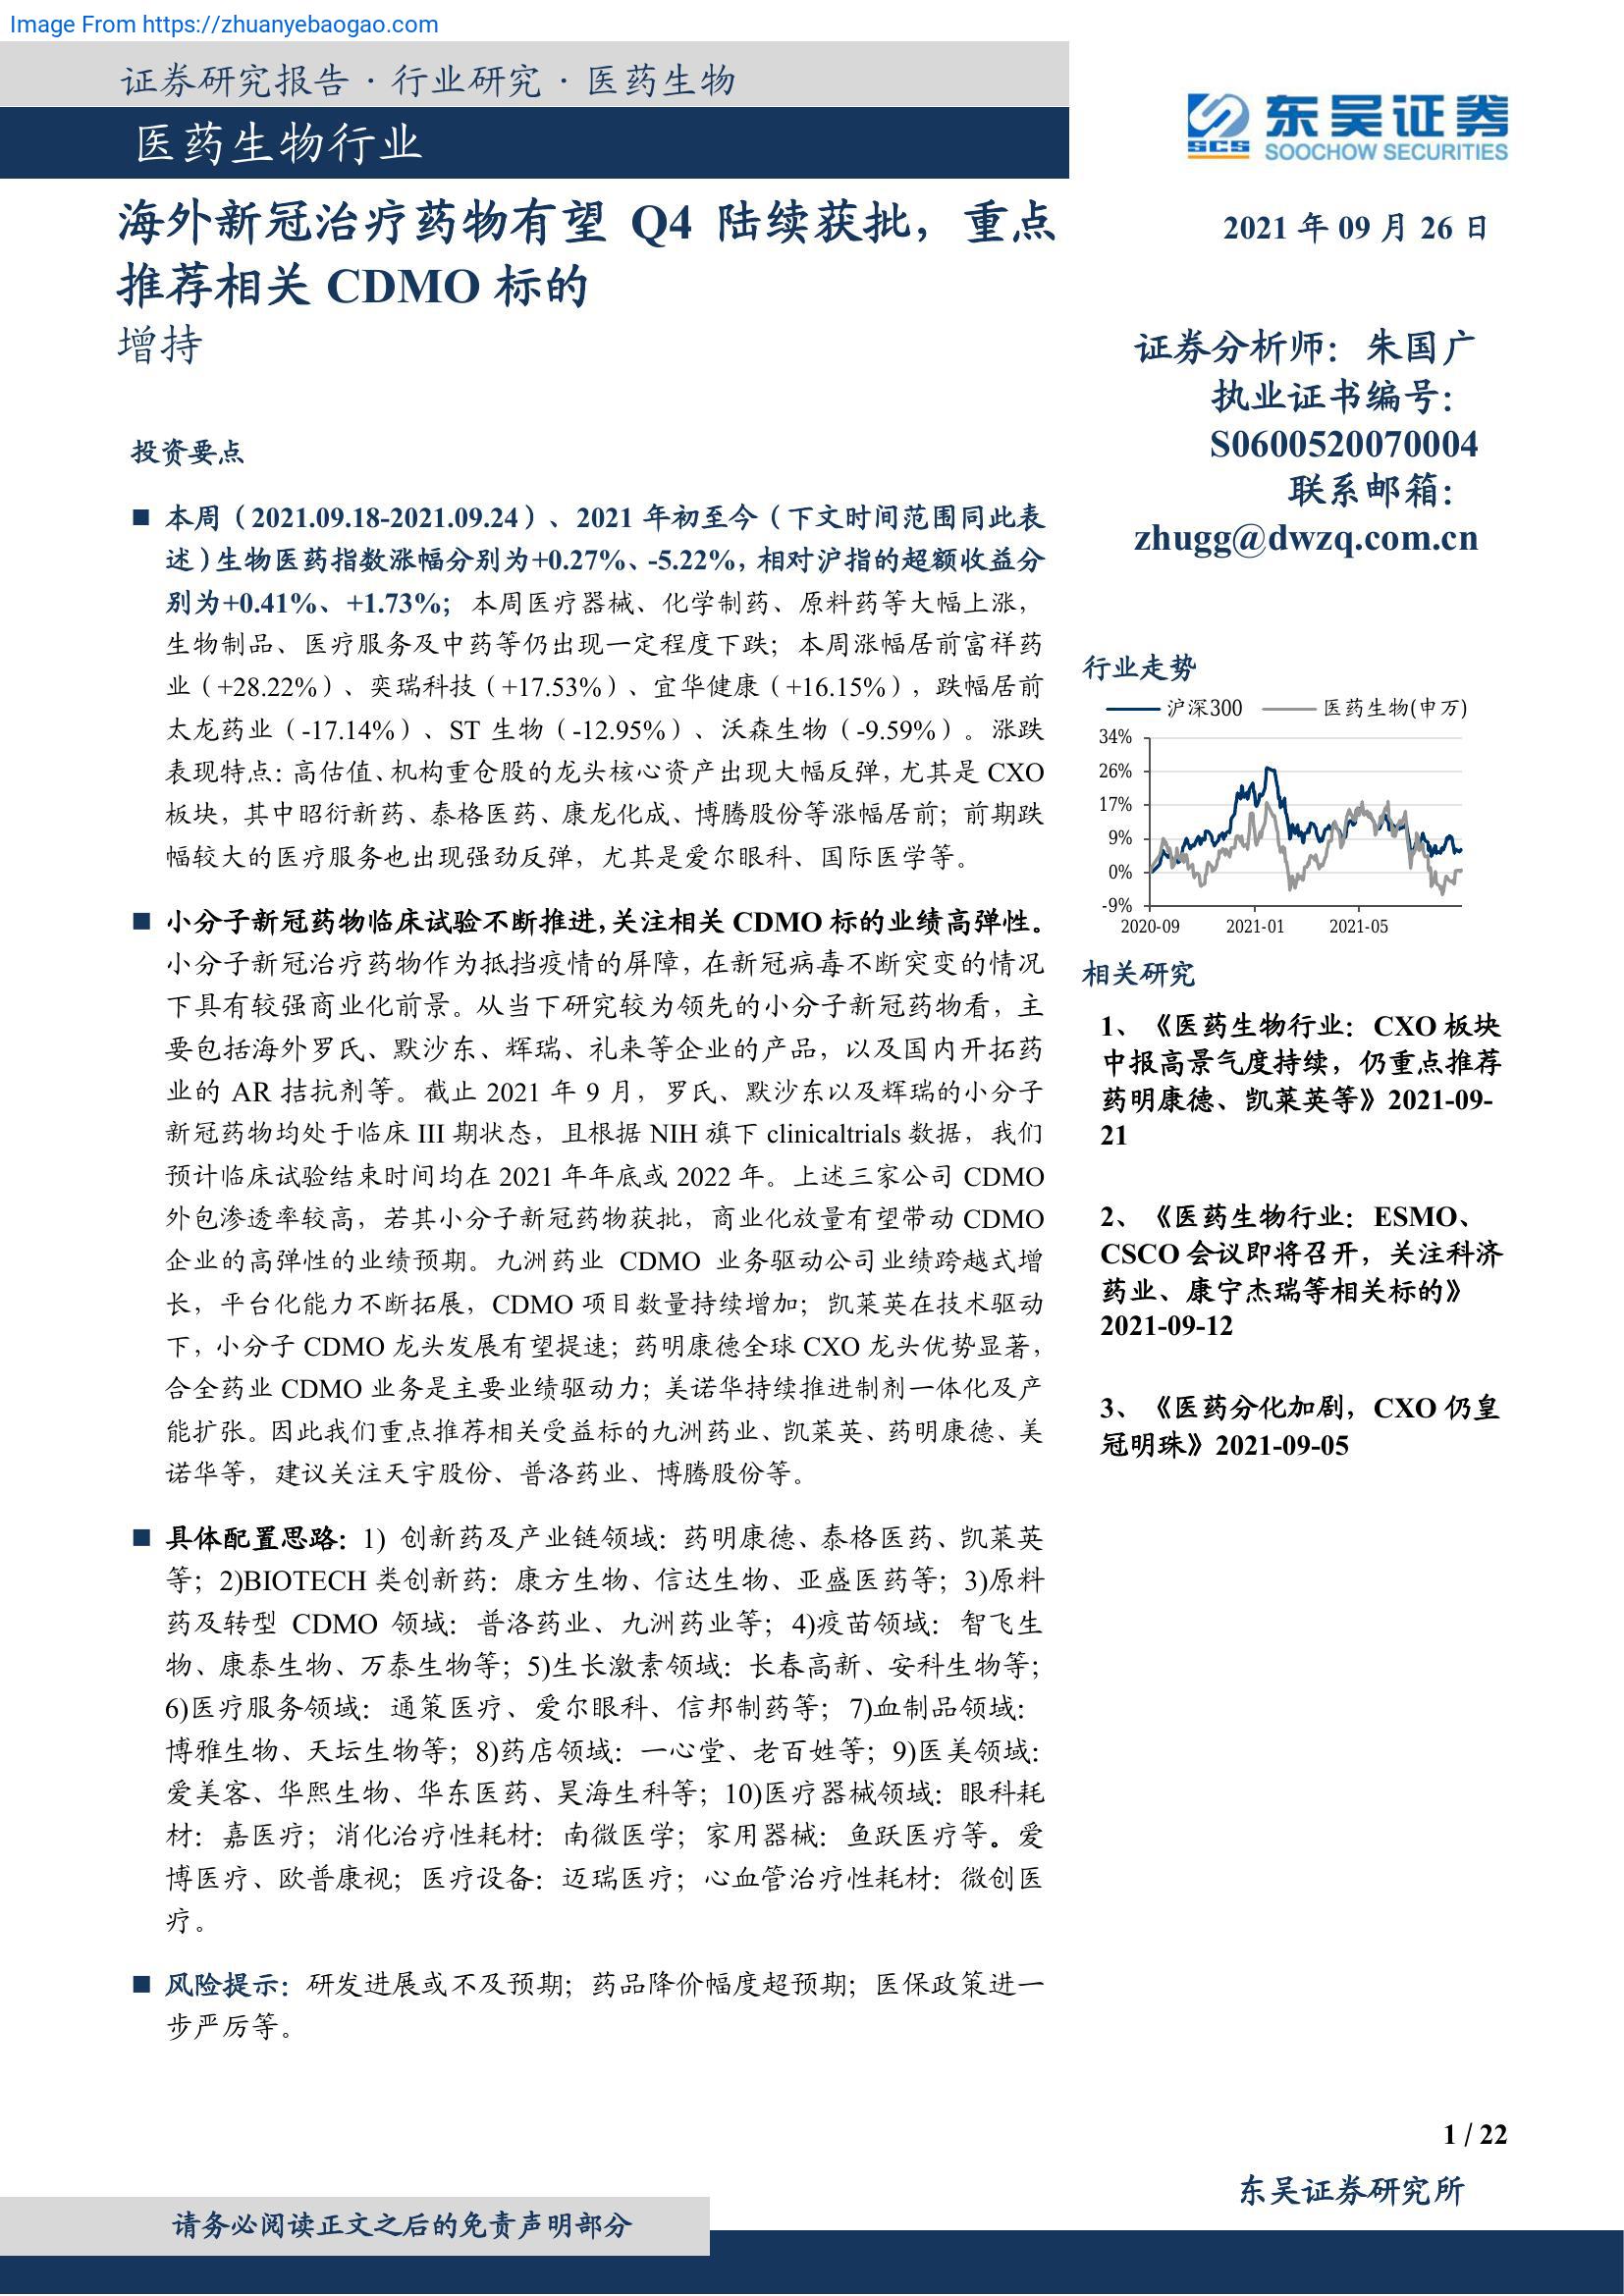 Image From https://zhuanyebaogao.com
证券研究报告·行业研究·医药生物
医药生物行业
东吴证券
SCS
SOOCHOW SECURITIES
海外新冠治疗药物有望 Q4 陆续获批，重点
推荐相关 CDMO 标的
增持
2021 年 09 月 26 日
证券分析师：朱国广
执业证书编号：
S0600520070004
联系邮箱：
zhugg@dwzq.com.cn
投资要点
■ 本周（2021.09.18-2021.09.24）、2021 年初至今（下文时间范围同此表
述）生物医药指数涨幅分别为+0.27%、-5.22%，相对沪指的超额收益分
别为+0.41%、+1.73%；本周医疗器械、化学制药、原料药等大幅上涨，
生物制品、医疗服务及中药等仍出现一定程度下跌；本周涨幅居前富祥药
业（+28.22%）、奕瑞科技（+17.53%）、宜华健康（+16.15%），跌幅居前
太龙药业（-17.14%）、ST 生物（-12.95%）、沃森生物（-9.59%）。涨跌
表现特点：高估值、机构重仓股的龙头核心资产出现大幅反弹，尤其是 CXO
板块，其中昭衍新药、泰格医药、康龙化成、博腾股份等涨幅居前；前期跌
幅较大的医疗服务也出现强劲反弹，尤其是爱尔眼科、国际医学等。
■ 小分子新冠药物临床试验不断推进，关注相关 CDMO 标的业绩高弹性。
小分子新冠治疗药物作为抵挡疫情的屏障，在新冠病毒不断突变的情况
下具有较强商业化前景。从当下研究较为领先的小分子新冠药物看，主
要包括海外罗氏、默沙东、辉瑞、礼来等企业的产品，以及国内开拓药
业的 AR 拮抗剂等。截止 2021 年 9 月，罗氏、默沙东以及辉瑞的小分子
新冠药物均处于临床 III 期状态，且根据 NIH 旗下 clinicaltrials 数据，我们
预计临床试验结束时间均在 2021 年年底或 2022 年。上述三家公司 CDMO
外包渗透率较高，若其小分子新冠药物获批，商业化放量有望带动 CDMO
企业的高弹性的业绩预期。九洲药业 CDMO 业务驱动公司业绩跨越式增
长，平台化能力不断拓展，CDMO 项目数量持续增加；凯莱英在技术驱动
下，小分子 CDMO 龙头发展有望提速；药明康德全球 CXO 龙头优势显著，
合全药业 CDMO 业务是主要业绩驱动力；美诺华持续推进制剂一体化及产
能扩张。因此我们重点推荐相关受益标的九洲药业、凯莱英、药明康德、美
诺华等，建议关注天宇股份、普洛药业、博腾股份等。
■ 具体配置思路：1) 创新药及产业链领域：药明康德、泰格医药、凯莱英
等；2)BIOTECH 类创新药：康方生物、信达生物、亚盛医药等；3)原料
药及转型 CDMO 领域：普洛药业、九洲药业等；4)疫苗领域：智飞生
物、康泰生物、万泰生物等；5)生长激素领域：长春高新、安科生物等；
6)医疗服务领域：通策医疗、爱尔眼科、信邦制药等；7)血制品领域：
博雅生物、天坛生物等；8)药店领域：一心堂、老百姓等；9)医美领域：
爱美客、华熙生物、华东医药、昊海生科等；10)医疗器械领域：眼科耗
材：嘉医疗；消化治疗性耗材：南微医学；家用器械：鱼跃医疗等。爱
博医疗、欧普康视；医疗设备：迈瑞医疗；心血管治疗性耗材：微创医
疗。
■ 风险提示：研发进展或不及预期；药品降价幅度超预期；医保政策进一
步严厉等。
行业走势
沪深300 医药生物(申万)
34%
26%
17%
9%
0%
-9%
2020-09 2021-01 2021-05
相关研究
1、《医药生物行业：CXO 板块
中报高景气度持续，仍重点推荐
药明康德、凯莱英等》2021-09-
21
2、《医药生物行业：ESMO、
CSCO 会议即将召开，关注科济
药业、康宁杰瑞等相关标的》
2021-09-12
3、《医药分化加剧，CXO 仍皇
冠明珠》2021-09-05
1 / 22
东吴证券研究所
请务必阅读正文之后的免责声明部分